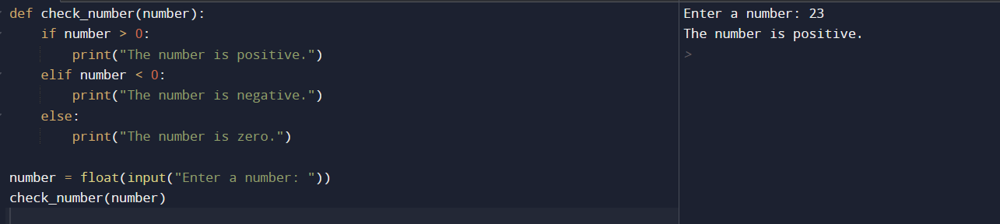 def check_number(number):
    if number > 0:
        print("The number is positive.")
    elif number < 0:
        print("The number is negative.")
    else:
        print("The number is zero.")

number = float(input("Enter a number: "))
check_number(number)
Enter a number: 23
The number is positive.
>